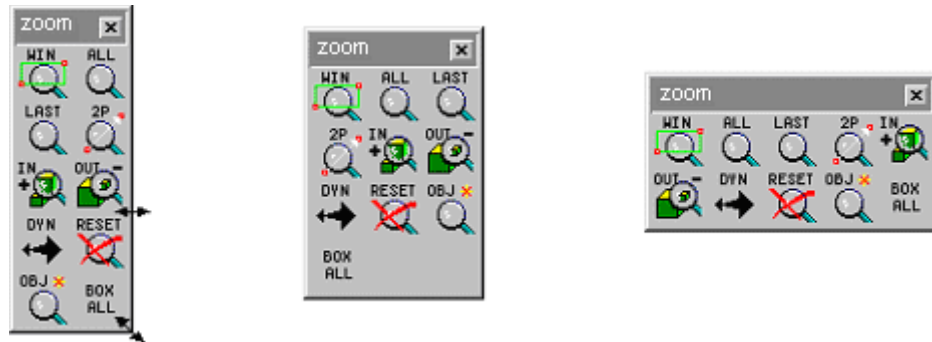 zoom
WIN ALL
LAST 2P
IN OUT
DYN RESET
OBJ BOX
ALL
zoom
WIN ALL LAST
2P IN OUT
DYN RESET OBJ
BOX
ALL
zoom
WIN ALL LAST 2P IN
OUT DYN RESET OBJ BOX
ALL